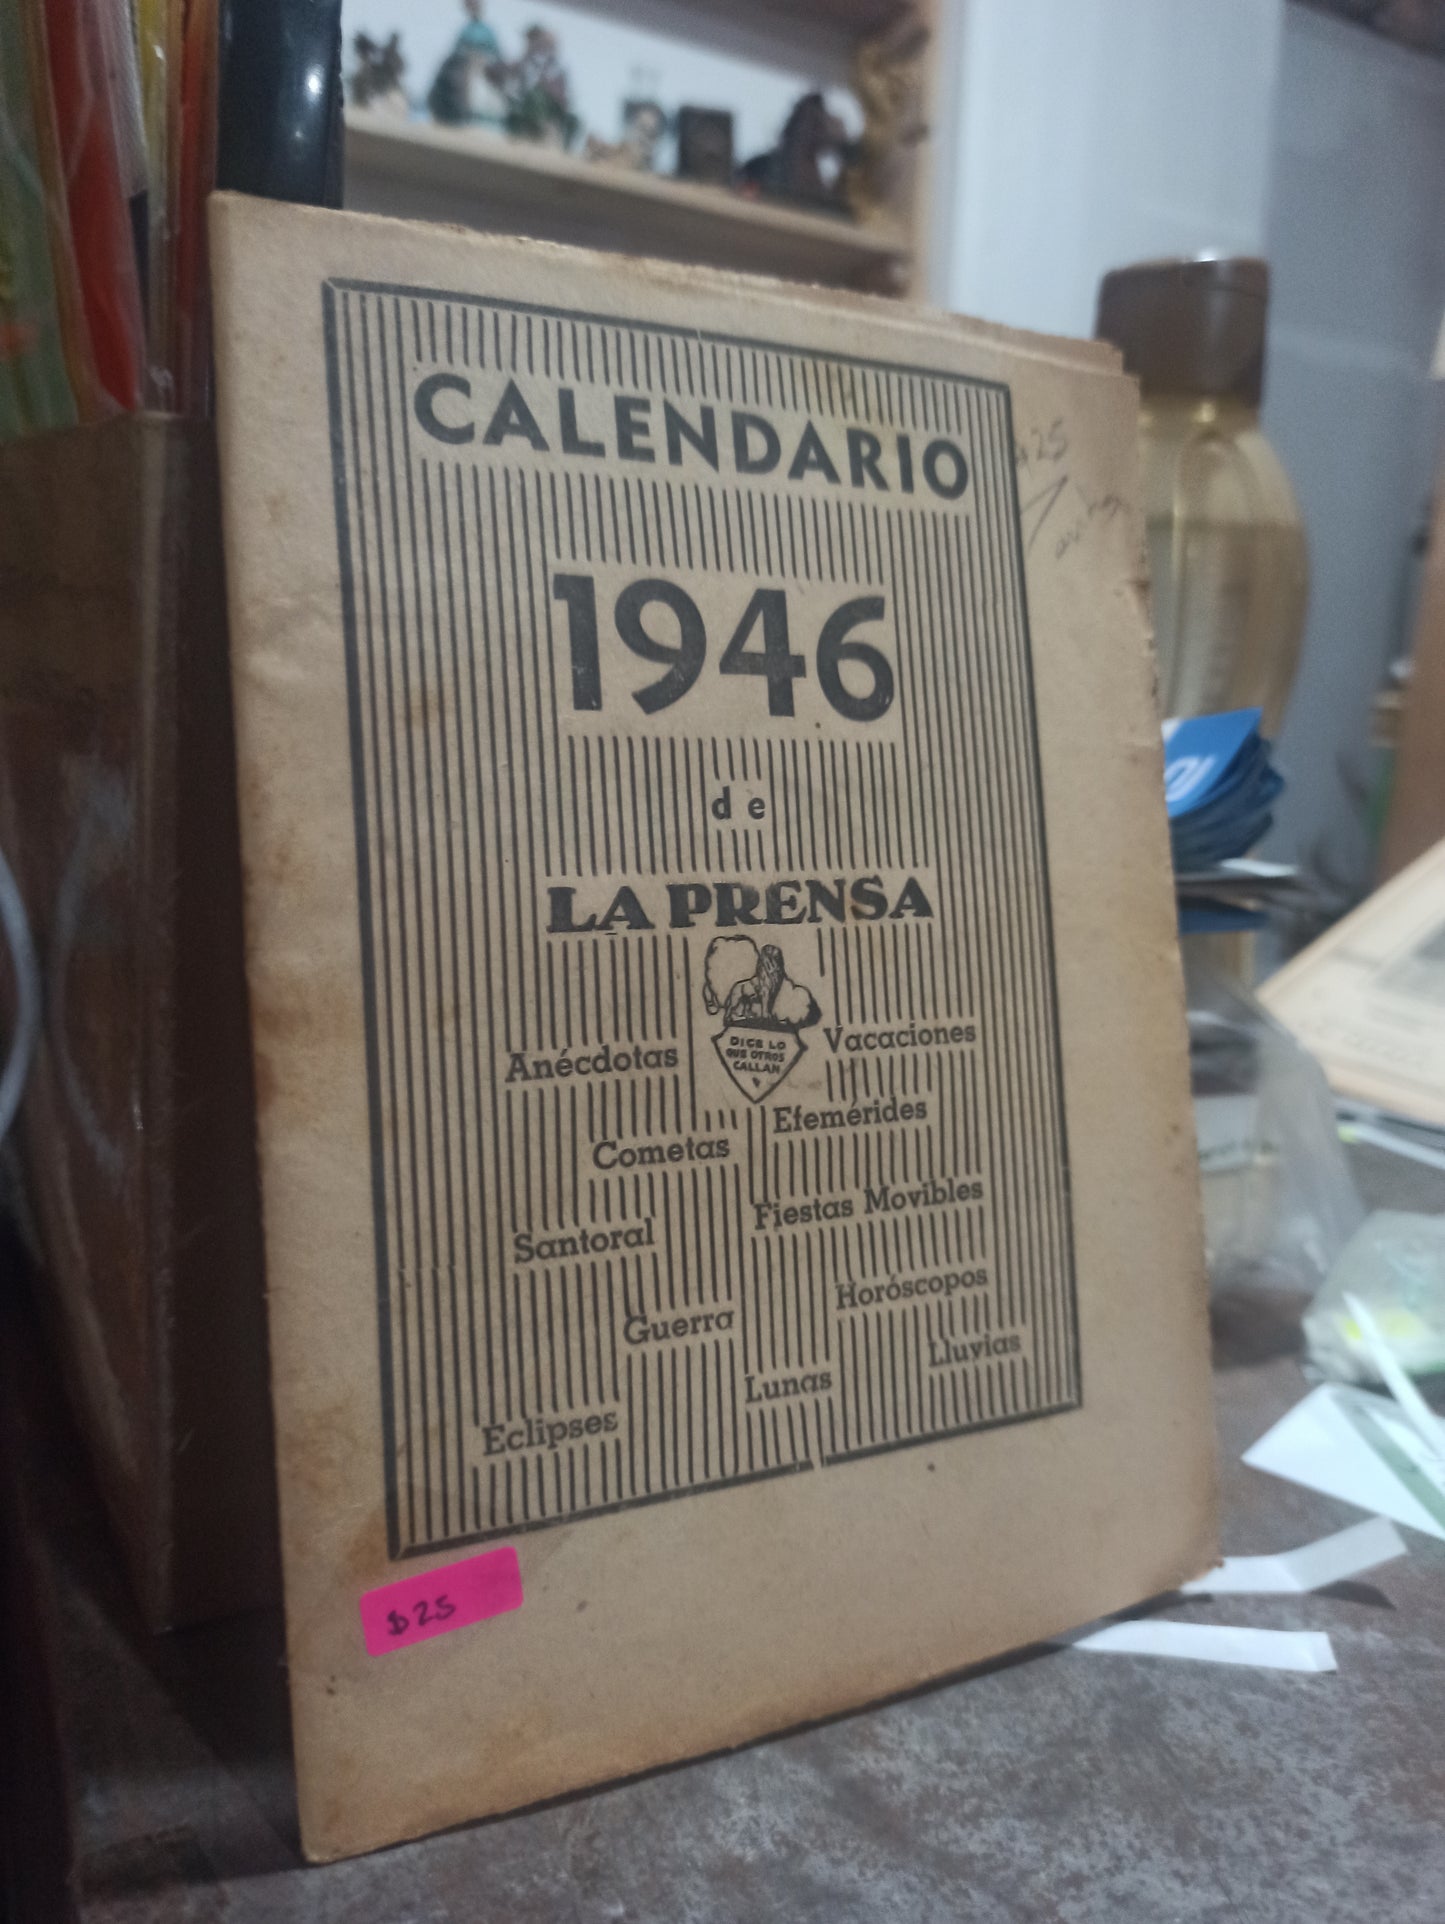 CALENDARIO
1946
de
LA PRENSA
DICE LO
QUE OTROS
CALLAN
Anécdotas
Vacaciones
Cometas
Efemérides
Santoral
Fiestas Movibles
Guerra
Horóscopos
Eclipses
Lunas
Lluvias
$25
25